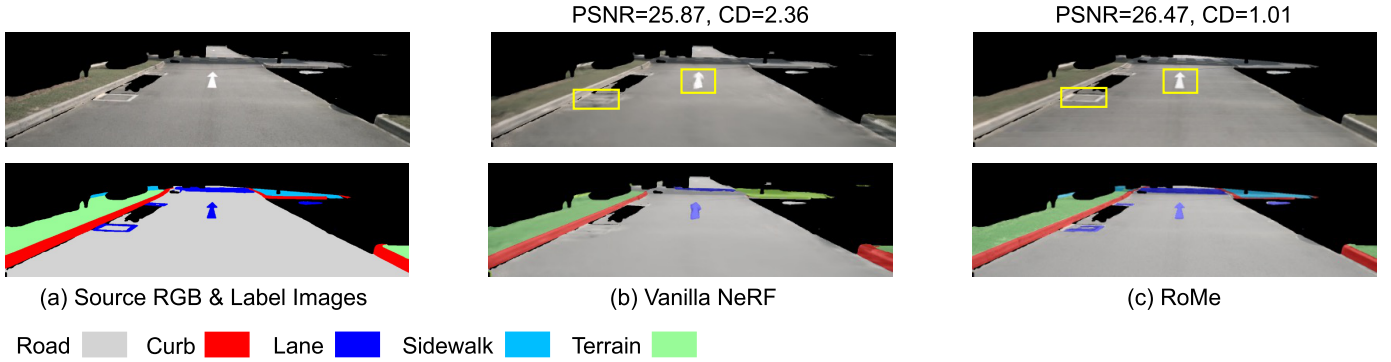 PSNR=25.87, CD=2.36
PSNR=26.47, CD=1.01
(a) Source RGB & Label Images
(b) Vanilla NeRF
(c) RoMe
Road Curb Lane Sidewalk Terrain